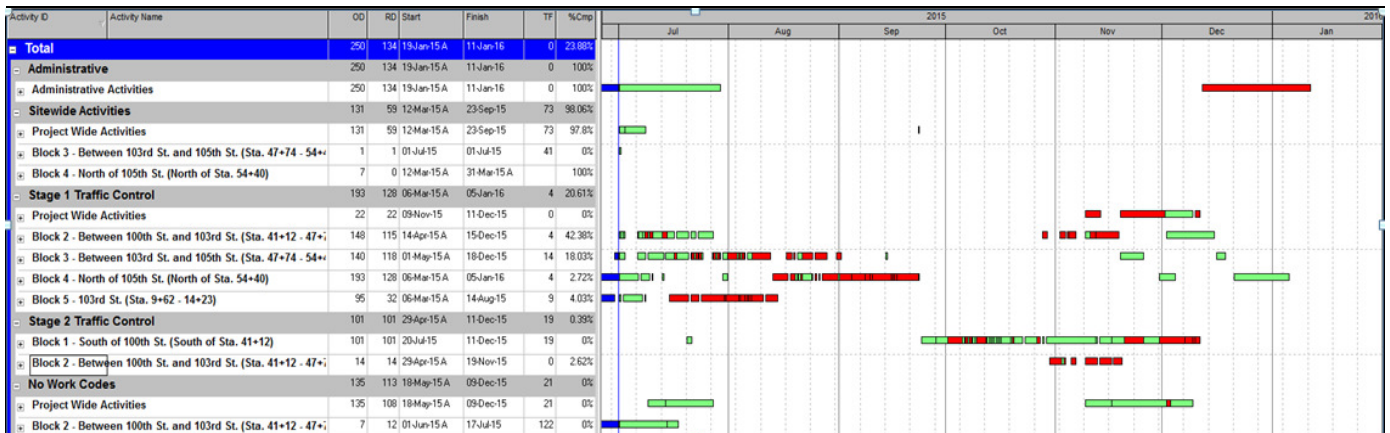 Activity ID Activity Name OD RD Start Finish TF %Cmp 2015
Jul Aug Sep Oct Nov Dec Jan
Total 250 134 19-Jan-15 A 11-Jan-16 0 23.88%
Administrative 250 134 19-Jan-15 A 11-Jan-16 0 100%
Administrative Activities 250 134 19-Jan-15 A 11-Jan-16 0 100%
Sitewide Activities 131 59 12-Mar-15 A 23-Sep-15 73 98.06%
Project Wide Activities 131 59 12-Mar-15 A 23-Sep-15 73 97.8%
Block 3 - Between 103rd St. and 105th St. (Sta. 47+74 - 54+ 1 1 01-Jul-15 01-Jul-15 41 0%
Block 4 - North of 105th St. (North of Sta. 54+40) 7 0 12-Mar-15 A 31-Mar-15 A 100%
Stage 1 Traffic Control 193 128 06-Mar-15 A 05-Jan-16 4 20.61%
Project Wide Activities 22 22 09-Nov-15 11-Dec-15 0 0%
Block 2 - Between 100th St. and 103rd St. (Sta. 41+12 - 47+ 148 115 14-Apr-15 A 15-Dec-15 4 42.38%
Block 3 - Between 103rd St. and 105th St. (Sta. 47+74 - 54+ 140 118 01-May-15 A 18-Dec-15 14 18.03%
Block 4 - North of 105th St. (North of Sta. 54+40) 193 128 06-Mar-15 A 05-Jan-16 4 2.72%
Block 5 - 103rd St. (Sta. 9+62 - 14+23) 95 32 06-Mar-15 A 14-Aug-15 9 4.03%
Stage 2 Traffic Control 101 101 29-Apr-15 A 11-Dec-15 19 0.39%
Block 1 - South of 100th St. (South of Sta. 41+12) 101 101 20-Jul-15 11-Dec-15 19 0%
Block 2 - Between 100th St. and 103rd St. (Sta. 41+12 - 47+ 14 14 29-Apr-15 A 19-Nov-15 0 2.62%
No Work Codes 135 113 18-May-15 A 09-Dec-15 21 0%
Project Wide Activities 135 108 18-May-15 A 09-Dec-15 21 0%
Block 2 - Between 100th St. and 103rd St. (Sta. 41+12 - 47+ 7 12 01-Jun-15 A 17-Jul-15 122 0%